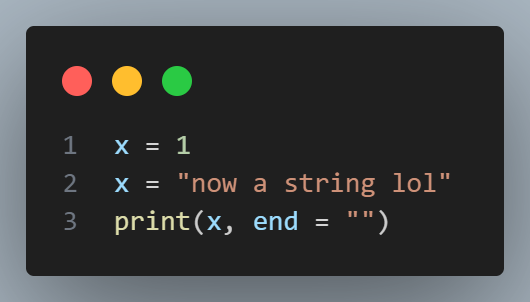 1 x = 1
2 x = "now a string lol"
3 print(x, end = "")